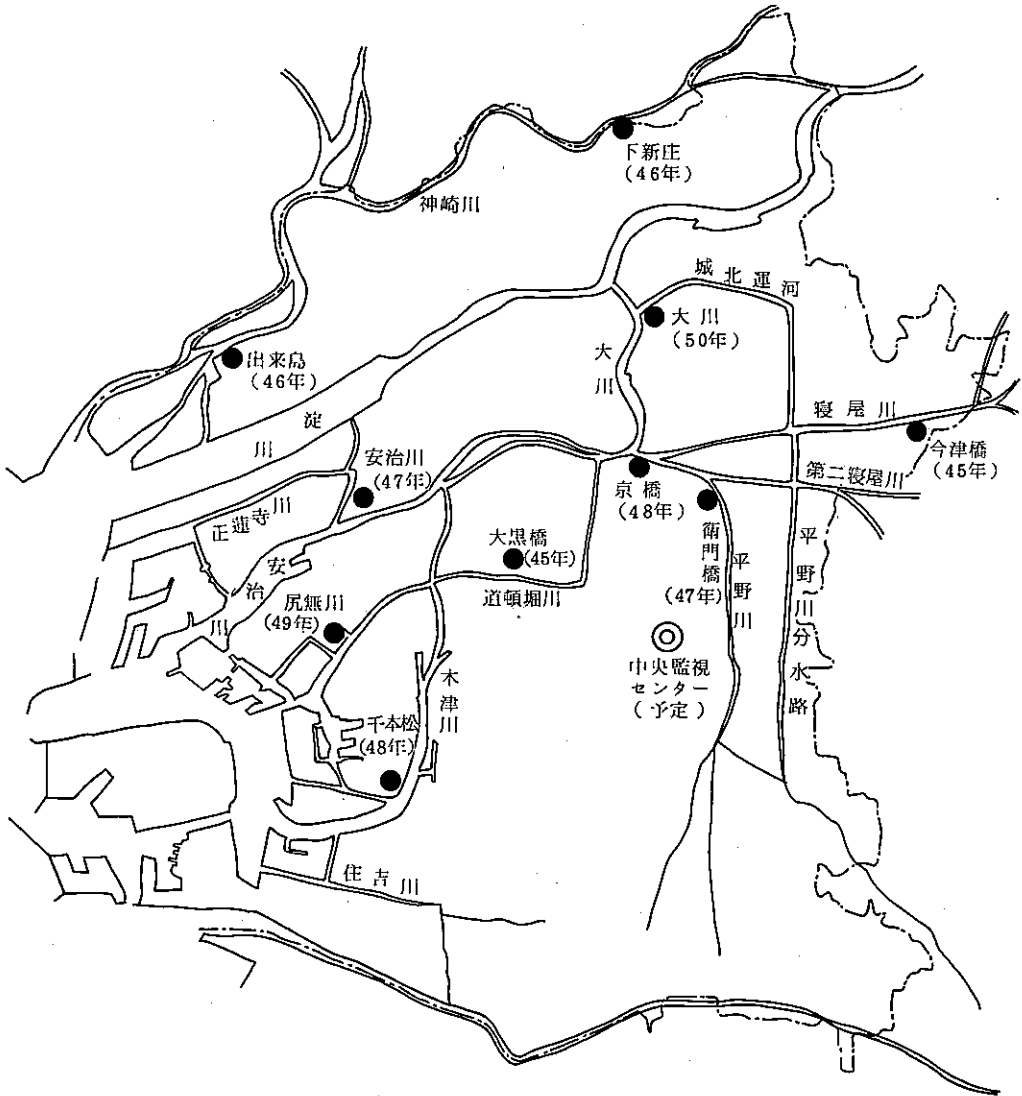 下新庄
(46年)
神崎川
城北運河
大川
(50年)
大川
出来島
(46年)
淀川
寝屋川
今津橋
(45年)
第二寝屋川
安治川
(47年)
京橋
(48年)
正蓮寺川
大黒橋
(45年)
衛門橋
(47年)
平野川
平野川分水路
道頓堀川
安治川
尻無川
(49年)
中央監視
センター
(予定)
木津川
千本松
(48年)
住吉川